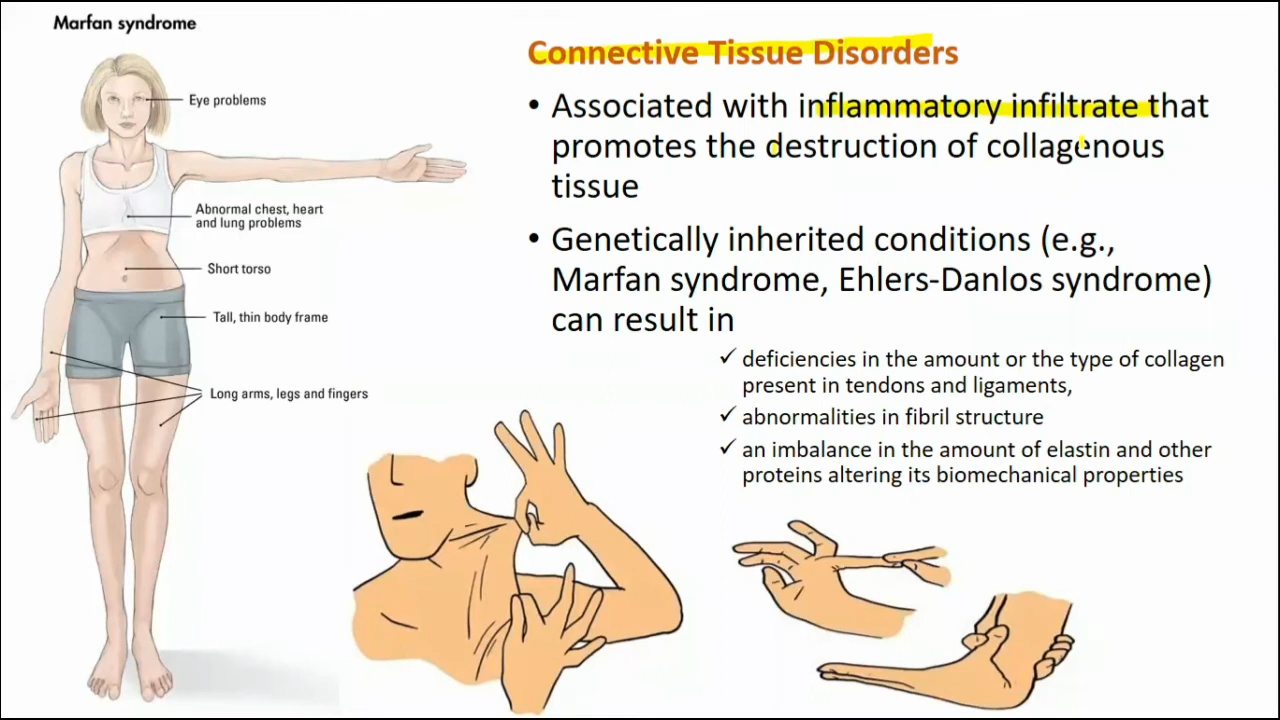 Marfan syndrome
Eye problems
Abnormal chest, heart
and lung problems
Short torso
Tall, thin body frame
Long arms, legs and fingers
Connective Tissue Disorders
• Associated with inflammatory infiltrate that
promotes the destruction of collagenous
tissue
• Genetically inherited conditions (e.g.,
Marfan syndrome, Ehlers-Danlos syndrome)
can result in
✓ deficiencies in the amount or the type of collagen
present in tendons and ligaments,
✓ abnormalities in fibril structure
✓ an imbalance in the amount of elastin and other
proteins altering its biomechanical properties